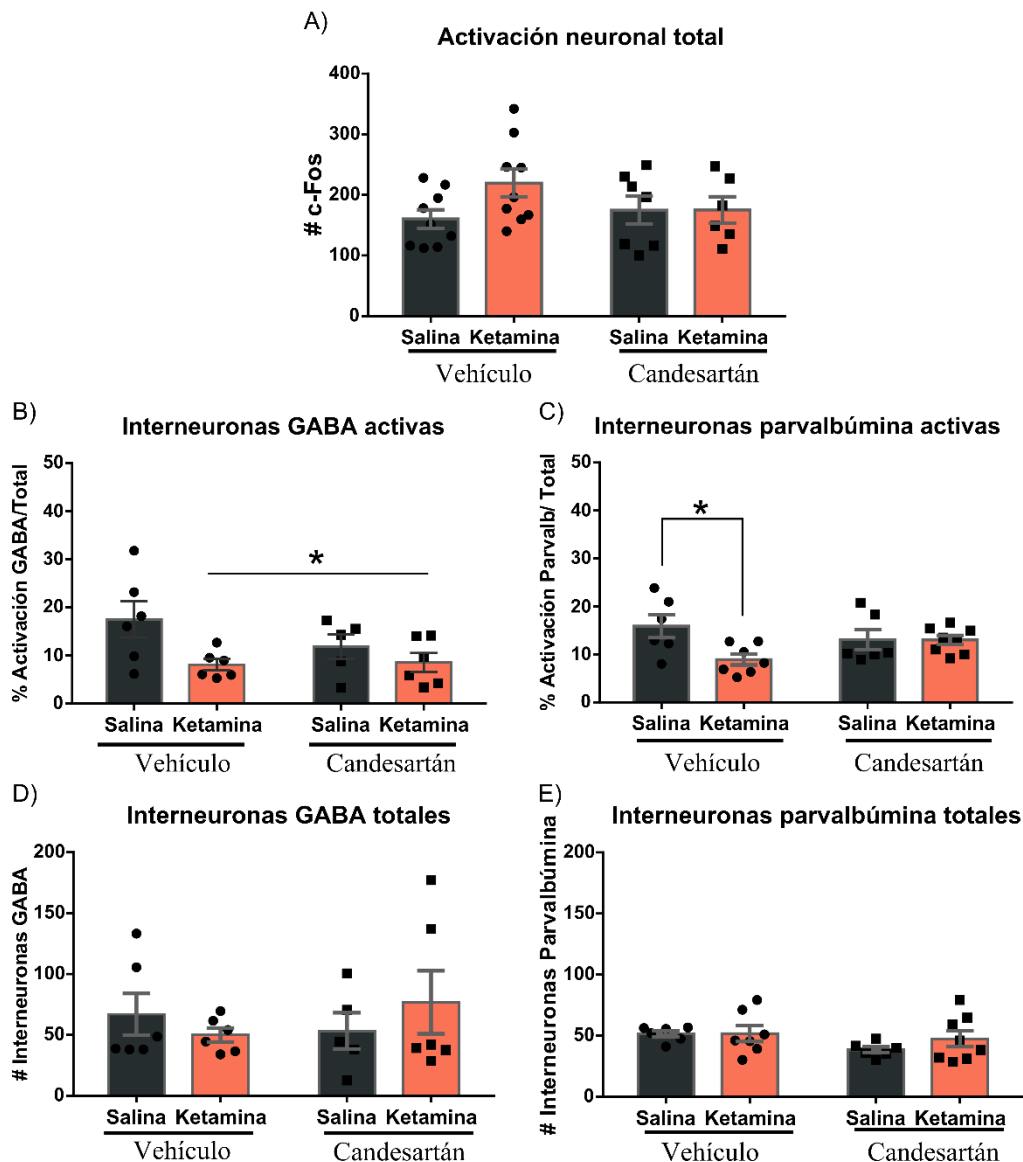 A)
Activación neuronal total
# c-Fos
400
300
200
100
0
Salina Ketamina Salina Ketamina
Vehículo Candesartán
B)
Interneuronas GABA activas
% Activación GABA/Total
50
40
30
20
10
0
Salina Ketamina Salina Ketamina
Vehículo Candesartán
*
C)
Interneuronas parvalbúmina activas
% Activación Parvalb/ Total
50
40
30
20
10
0
Salina Ketamina Salina Ketamina
Vehículo Candesartán
*
D)
Interneuronas GABA totales
# Interneuronas GABA
200
150
100
50
0
Salina Ketamina Salina Ketamina
Vehículo Candesartán
E)
Interneuronas parvalbúmina totales
# Interneuronas Parvalbúmina
200
150
100
50
0
Salina Ketamina Salina Ketamina
Vehículo Candesartán